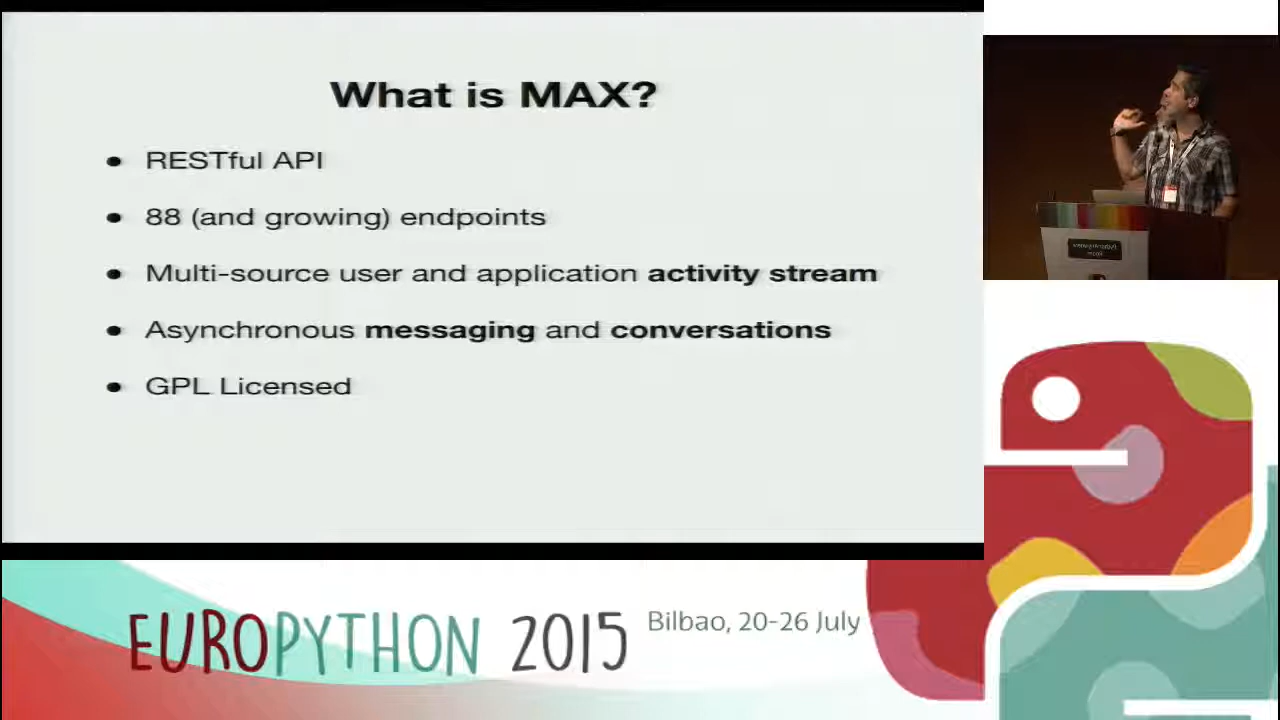 What is MAX?
• RESTful API
• 88 (and growing) endpoints
• Multi-source user and application activity stream
• Asynchronous messaging and conversations
• GPL Licensed
EUROPYTHON 2015
Bilbao, 20-26 July